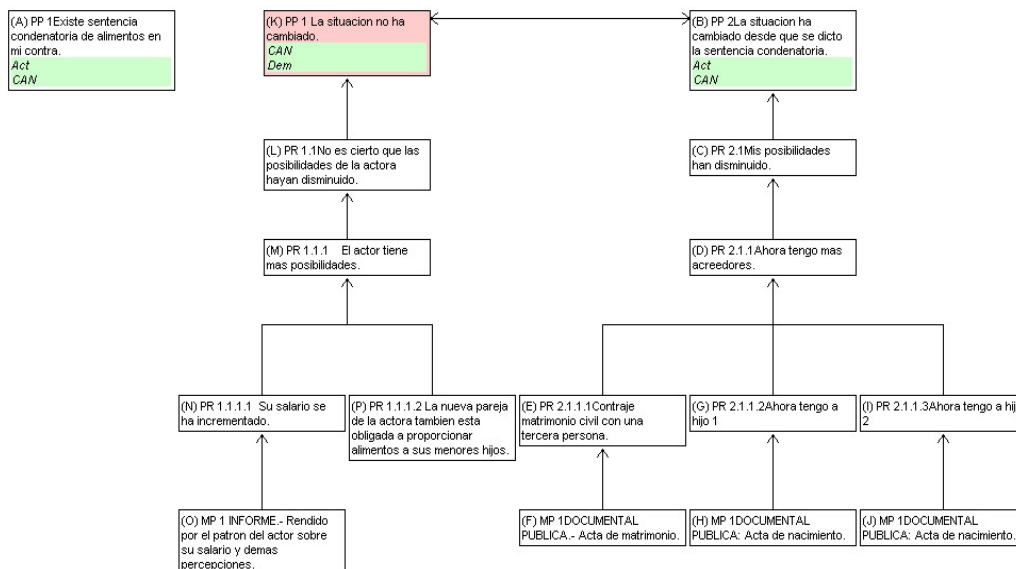 (A) PP 1Existe sentencia
condenatoria de alimentos en
mi contra.
Act
CAN
(K) PP 1 La situacion no ha
cambiado.
CAN
Dem
(B) PP 2La situacion ha
cambiado desde que se dicto
la sentencia condenatoria.
Act
CAN
(L) PR 1.1No es cierto que las
posibilidades de la actora
hayan disminuido.
(C) PR 2.1Mis posibilidades
han disminuido.
(M) PR 1.1.1 El actor tiene
mas posibilidades.
(D) PR 2.1.1Ahora tengo mas
acreedores.
(N) PR 1.1.1.1 Su salario se
ha incrementado.
(P) PR 1.1.1.2 La nueva pareja
de la actora tambien esta
obligada a proporcionar
alimentos a sus menores hijos.
(E) PR 2.1.1.1Contraje
matrimonio civil con una
tercera persona.
(G) PR 2.1.1.2Ahora tengo a
hijo 1
(I) PR 2.1.1.3Ahora tengo a hij
2
(O) MP 1 INFORME.- Rendido
por el patron del actor sobre
su salario y demas
percepciones.
(F) MP 1DOCUMENTAL
PUBLICA.- Acta de matrimonio.
(H) MP 1DOCUMENTAL
PUBLICA: Acta de nacimiento.
(J) MP 1DOCUMENTAL
PUBLICA: Acta de nacimiento.